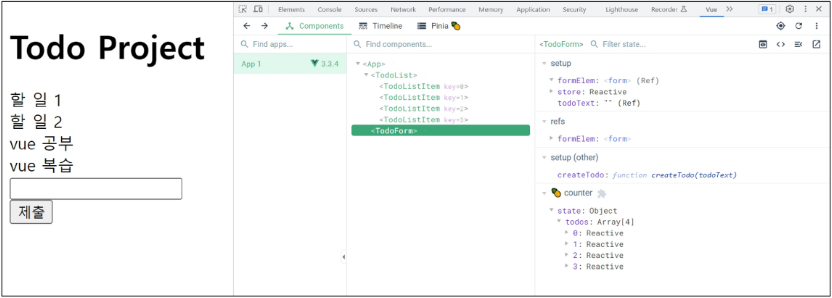 Todo Project
할 일 1
할 일 2
vue 공부
vue 복습
제출
Elements Console Sources Network Performance Memory Application Security Lighthouse Recorder Vue 1
Components Timeline Pinia
Find apps...
App 1 3.3.4
Find components...
<App>
<TodoList>
<TodoListItem key=0>
<TodoListItem key=1>
<TodoListItem key=2>
<TodoListItem key=3>
<TodoForm>
<TodoForm> Filter state...
setup
formElem: <form> (Ref)
store: Reactive
todoText: "" (Ref)
refs
formElem: <form>
setup (other)
createTodo: function createTodo(todoText)
counter
state: Object
todos: Array[4]
0: Reactive
1: Reactive
2: Reactive
3: Reactive